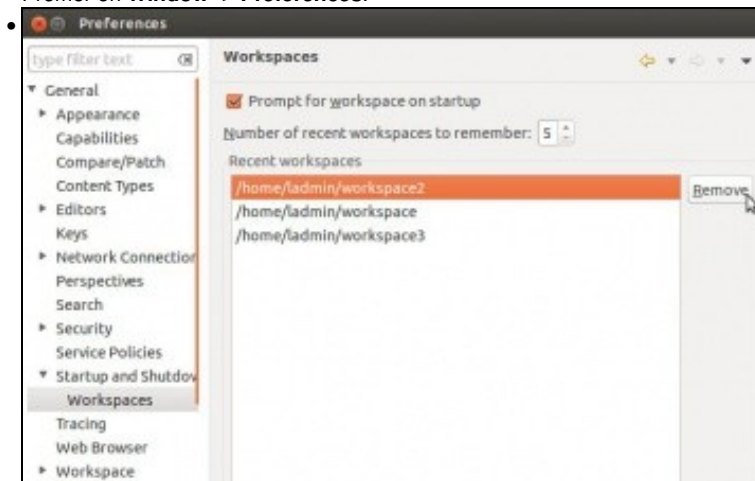 Preferences
type filter text
General
Appearance
Capabilities
Compare/Patch
Content Types
Editors
Keys
Network Connection
Perspectives
Search
Security
Service Policies
Startup and Shutdov
Workspaces
Tracing
Web Browser
Workspace
Workspaces
Prompt for workspace on startup
Number of recent workspaces to remember: 5
Recent workspaces
/home/ladmin/workspace2
/home/ladmin/workspace
/home/ladmin/workspace3
Remove